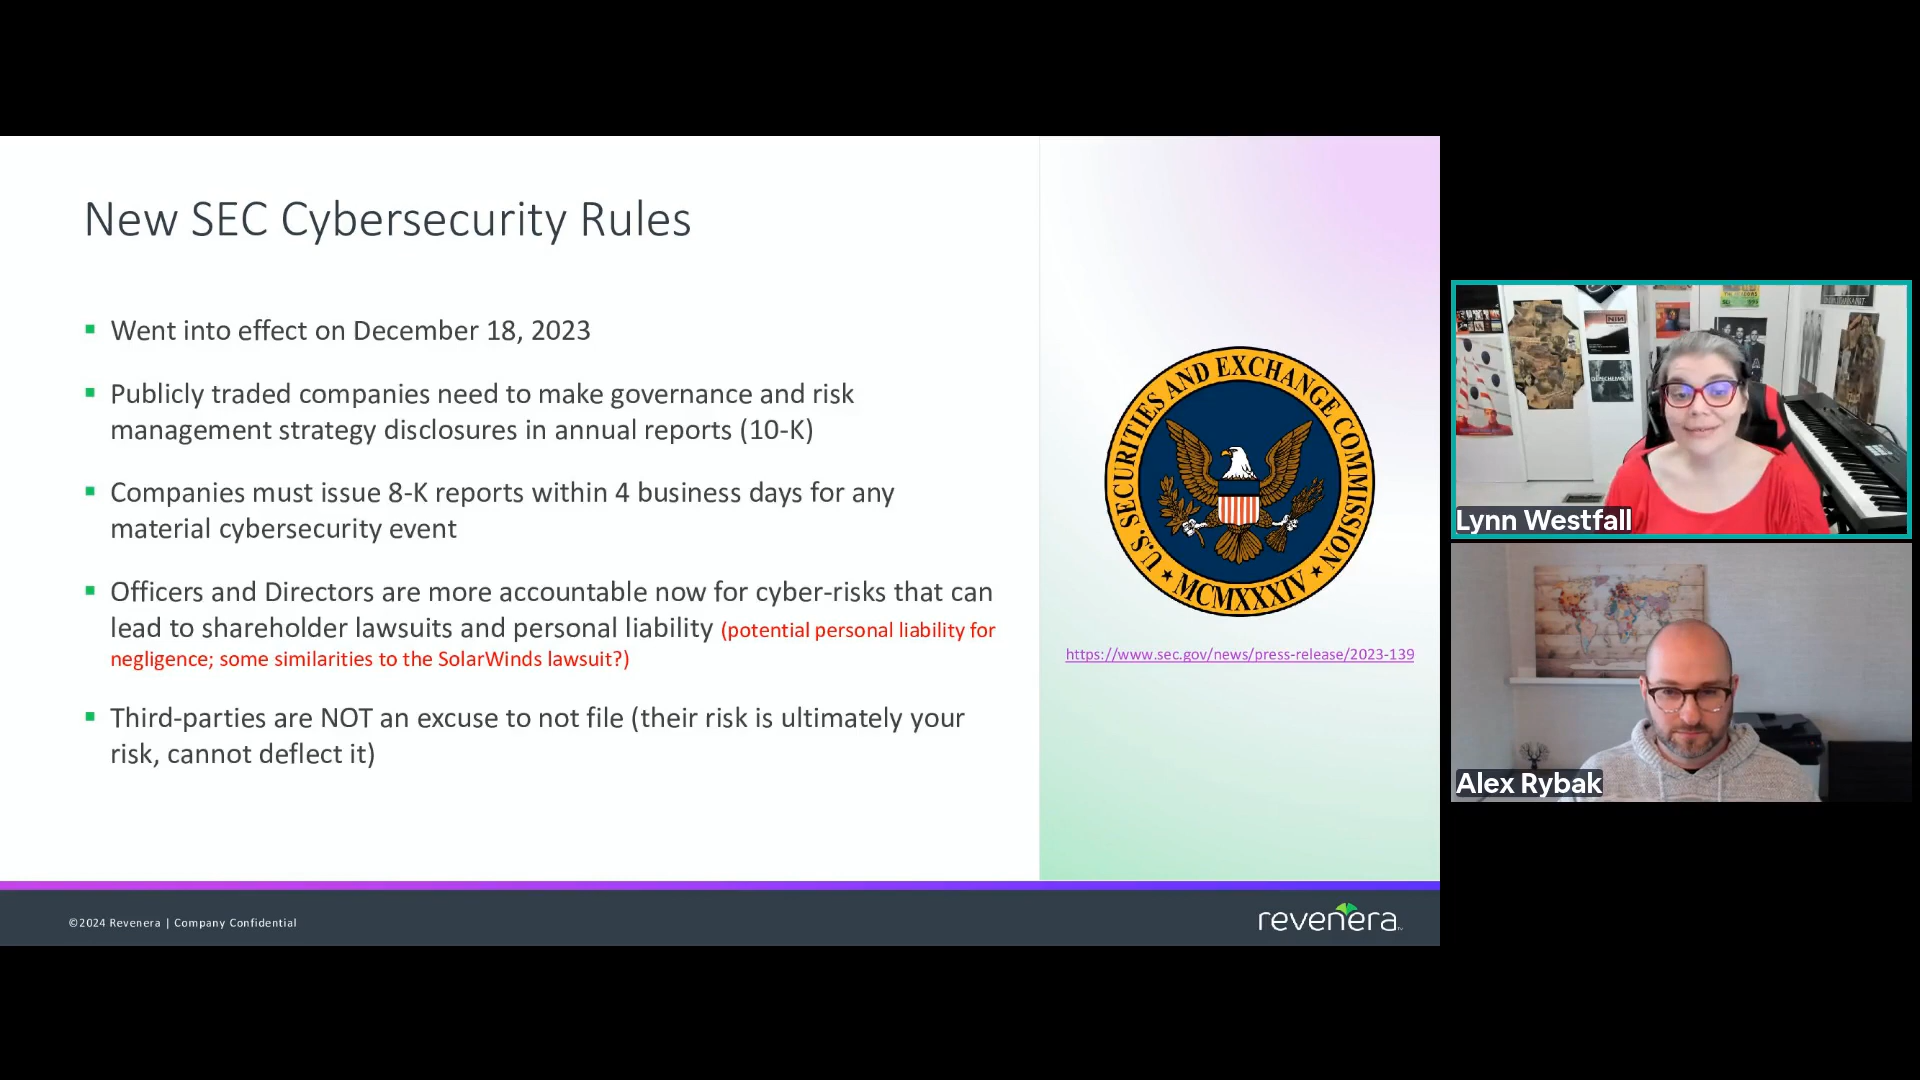 New SEC Cybersecurity Rules
Went into effect on December 18, 2023
Publicly traded companies need to make governance and risk
management strategy disclosures in annual reports (10-K)
Companies must issue 8-K reports within 4 business days for any
material cybersecurity event
Officers and Directors are more accountable now for cyber-risks that can
lead to shareholder lawsuits and personal liability (potential personal liability for
negligence; some similarities to the SolarWinds lawsuit?)
Third-parties are NOT an excuse to not file (their risk is ultimately your
risk, cannot deflect it)
U.S. SECURITIES AND EXCHANGE COMMISSION
★ MCMXXXIV ★
https://www.sec.gov/news/press-release/2023-139
©2024 Revenera | Company Confidential
revenera
Lynn Westfall
Alex Rybak